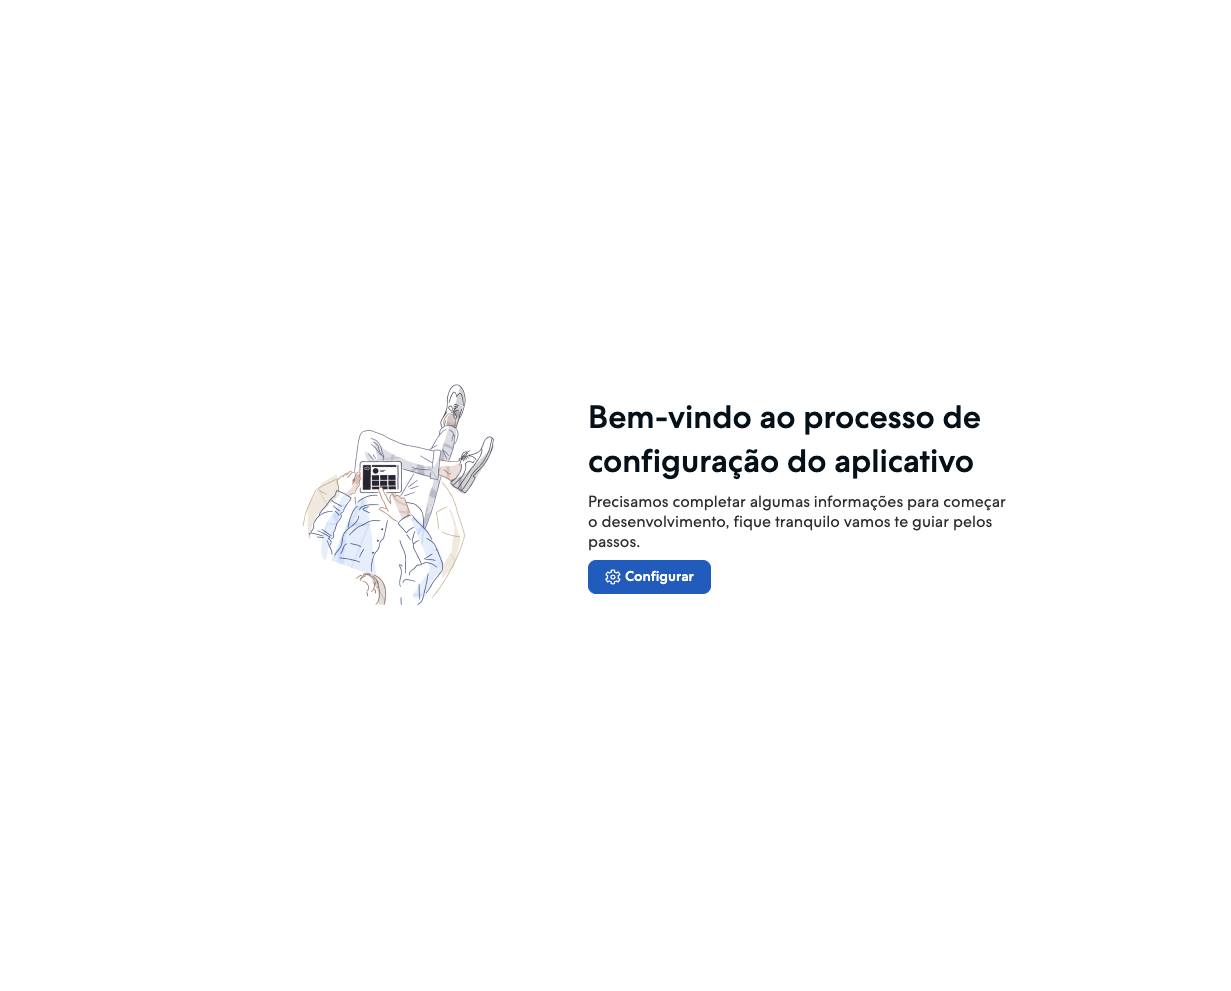 Bem-vindo ao processo de
configuração do aplicativo
Precisamos completar algumas informações para começar
o desenvolvimento, fique tranquilo vamos te guiar pelos
passos.
Configurar